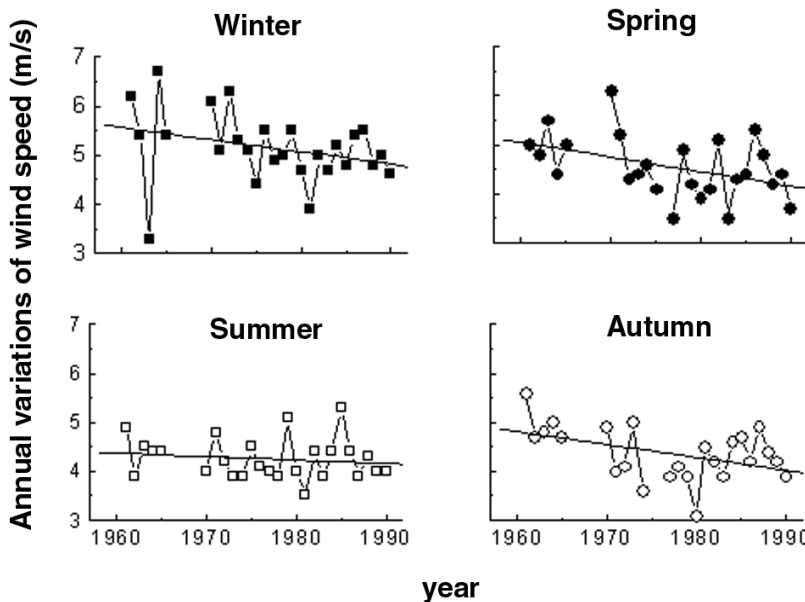 Winter
Spring
Annual variations of wind speed (m/s)
7
6
5
4
3
Summer
Autumn
7
6
5
4
3
1960 1970 1980 1990
1960 1970 1980 1990
year